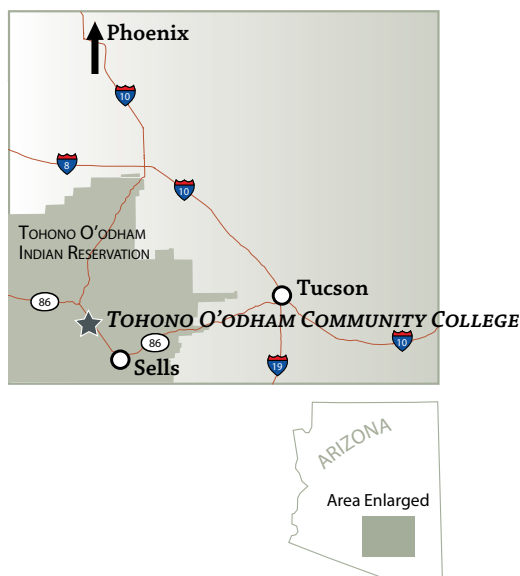 Phoenix
10
8
10
TOHONO O'ODHAM
INDIAN RESERVATION
86
Tucson
TOHONO O'ODHAM COMMUNITY COLLEGE
86
10
Sells
19
ARIZONA
Area Enlarged